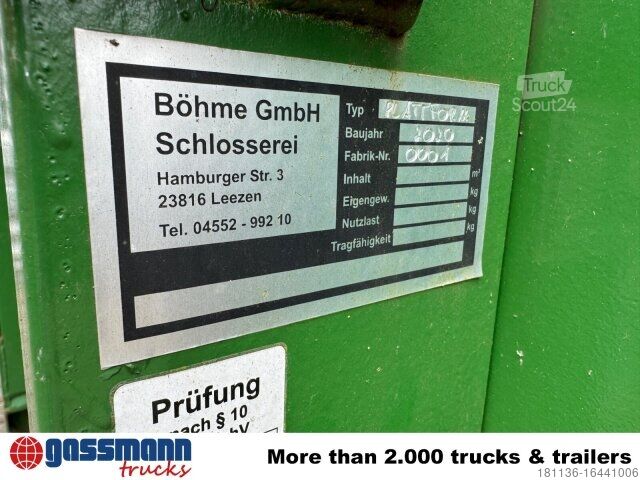 Böhme GmbH
Schlosserei
Hamburger Str. 3
23816 Leezen
Tel. 04552 - 992 10
Typ PLATTFORM
Baujahr 2020
Fabrik-Nr. 0001
Inhalt m³
Eigengew. kg
Nutzlast kg
Tragfähigkeit kg
Truck
Scout24
Prüfung
nach § 10
gassmann
trucks
More than 2.000 trucks & trailers
181136-16441006